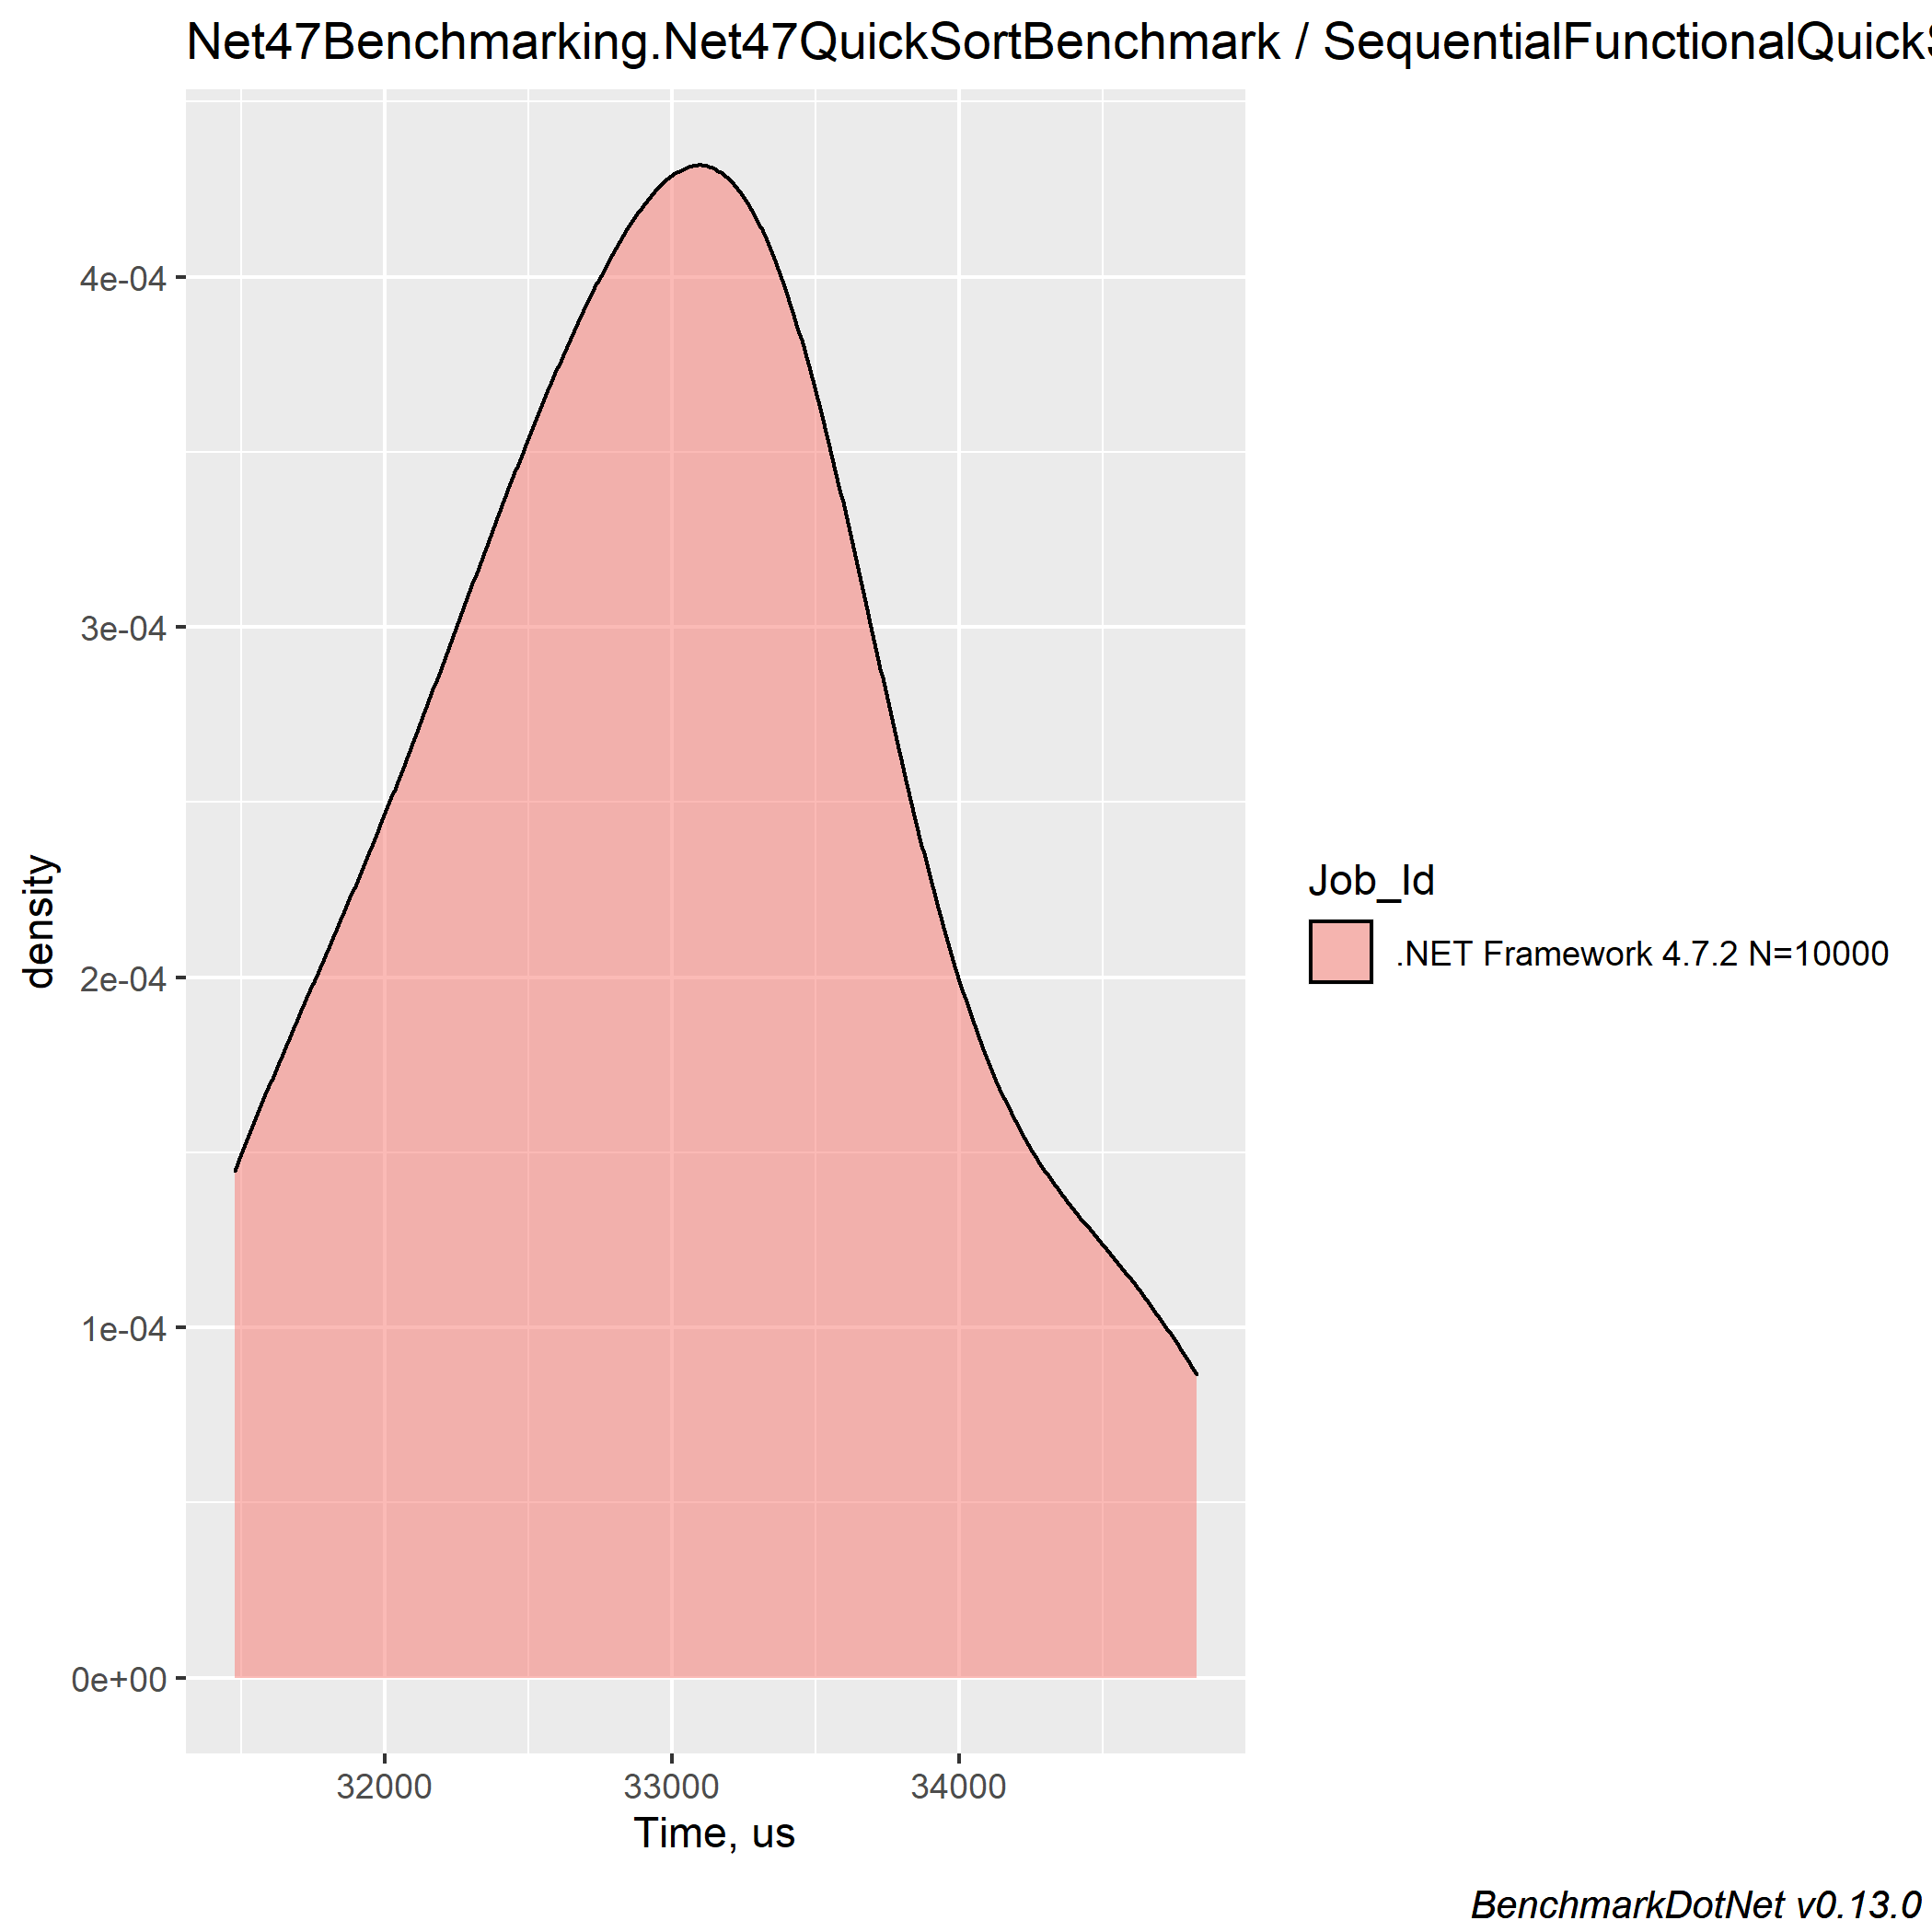 Net47Benchmarking.Net47QuickSortBenchmark / SequentialFunctionalQuick
density
4e-04
3e-04
2e-04
1e-04
0e+00
32000 33000 34000
Time, us
Job_Id
.NET Framework 4.7.2 N=10000
BenchmarkDotNet v0.13.0